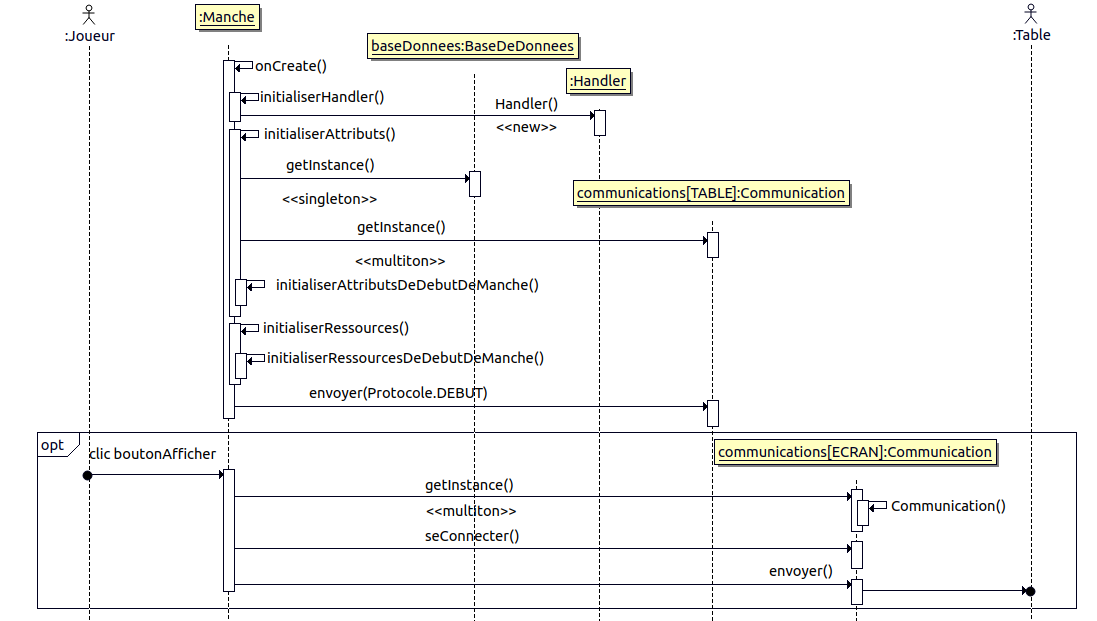 :Joueur
:Manche
:Table
baseDonnees:BaseDeDonnees
:Handler
onCreate()
initialiserHandler()
Handler()
<<new>>
initialiserAttributs()
getInstance()
<<singleton>>
communications[TABLE]:Communication
getInstance()
<<multiton>>
initialiserAttributsDeDebutDeManche()
initialiserRessources()
initialiserRessourcesDeDebutDeManche()
envoyer(Protocole.DEBUT)
opt
clic boutonAfficher
communications[ECRAN]:Communication
getInstance()
<<multiton>>
Communication()
seConnecter()
envoyer()